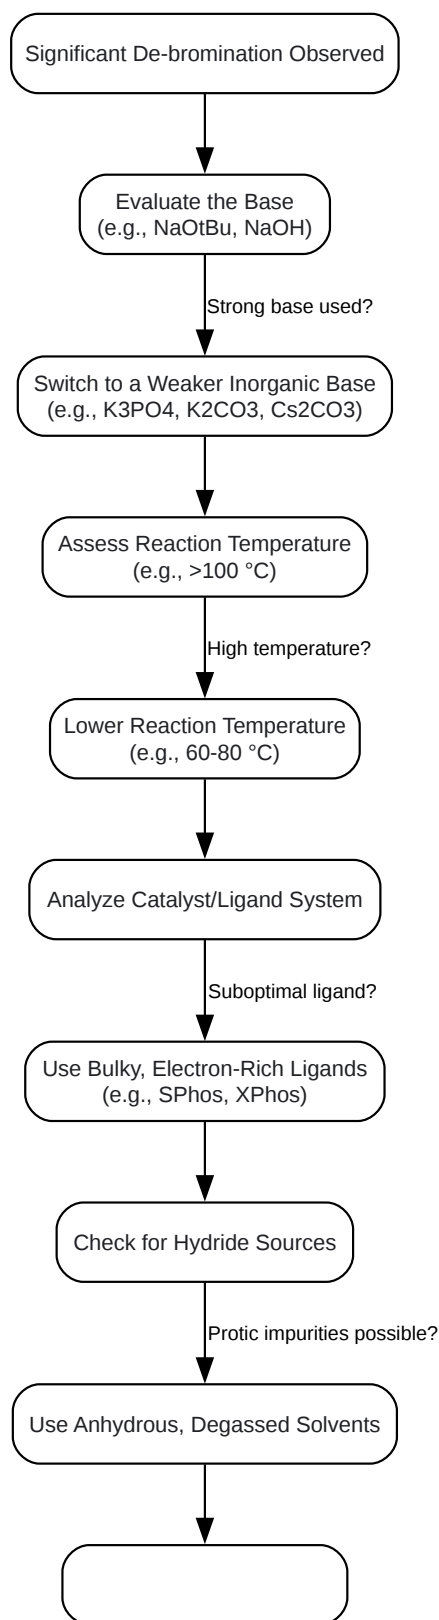 Significant De-bromination Observed
Evaluate the Base
(e.g., NaOtBu, NaOH)
Strong base used?
Switch to a Weaker Inorganic Base
(e.g., K3PO4, K2CO3, Cs2CO3)
Assess Reaction Temperature
(e.g., >100 °C)
High temperature?
Lower Reaction Temperature
(e.g., 60-80 °C)
Analyze Catalyst/Ligand System
Suboptimal ligand?
Use Bulky, Electron-Rich Ligands
(e.g., SPhos, XPhos)
Check for Hydride Sources
Protic impurities possible?
Use Anhydrous, Degassed Solvents